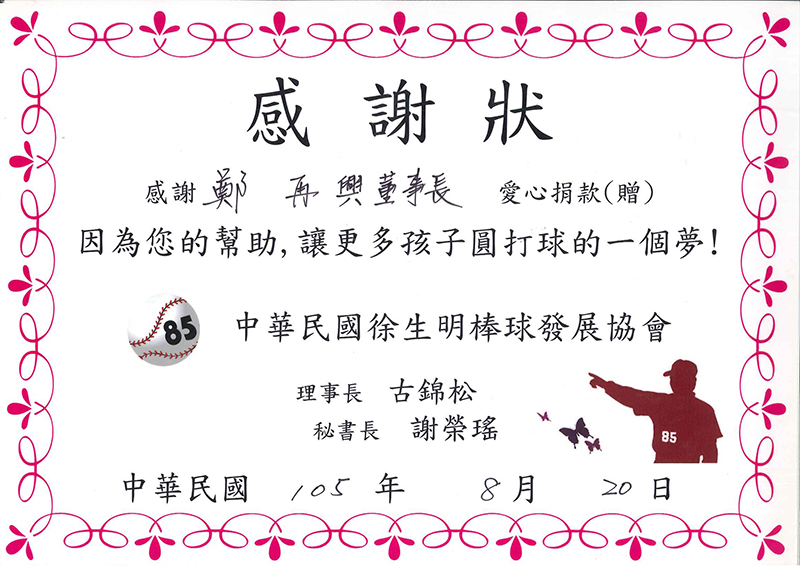 感謝狀
感謝 鄭 再 興 董事長 愛心捐款(贈)
因為您的幫助,讓更多孩子圓打球的一個夢!
85 中華民國徐生明棒球發展協會
理事長 古錦松
秘書長 謝榮瑤
85
中華民國 105 年 8 月 20 日